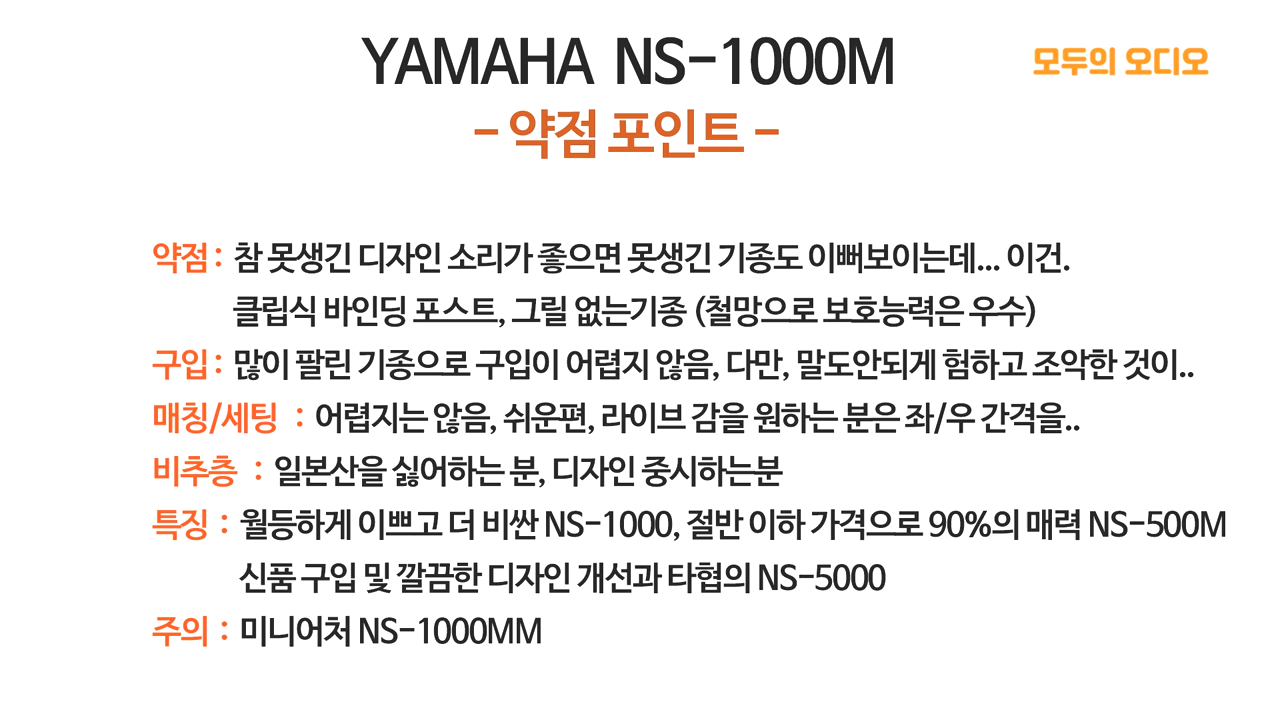 YAMAHA NS-1000M
모두의 오디오
- 약점 포인트 -
약점 : 참 못생긴 디자인 소리가 좋으면 못생긴 기종도 이뻐보이는데... 이건.
클립식 바인딩 포스트, 그릴 없는기종 (철망으로 보호능력은 우수)
구입 : 많이 팔린 기종으로 구입이 어렵지 않음, 다만, 말도안되게 험하고 조악한 것이..
매칭/세팅 : 어렵지는 않음, 쉬운편, 라이브 감을 원하는 분은 좌/우 간격을..
비추층 : 일본산을 싫어하는 분, 디자인 중시하는분
특징 : 월등하게 이쁘고 더 비싼 NS-1000, 절반 이하 가격으로 90%의 매력 NS-500M
신품 구입 및 깔끔한 디자인 개선과 타협의 NS-5000
주의 : 미니어처 NS-1000MM